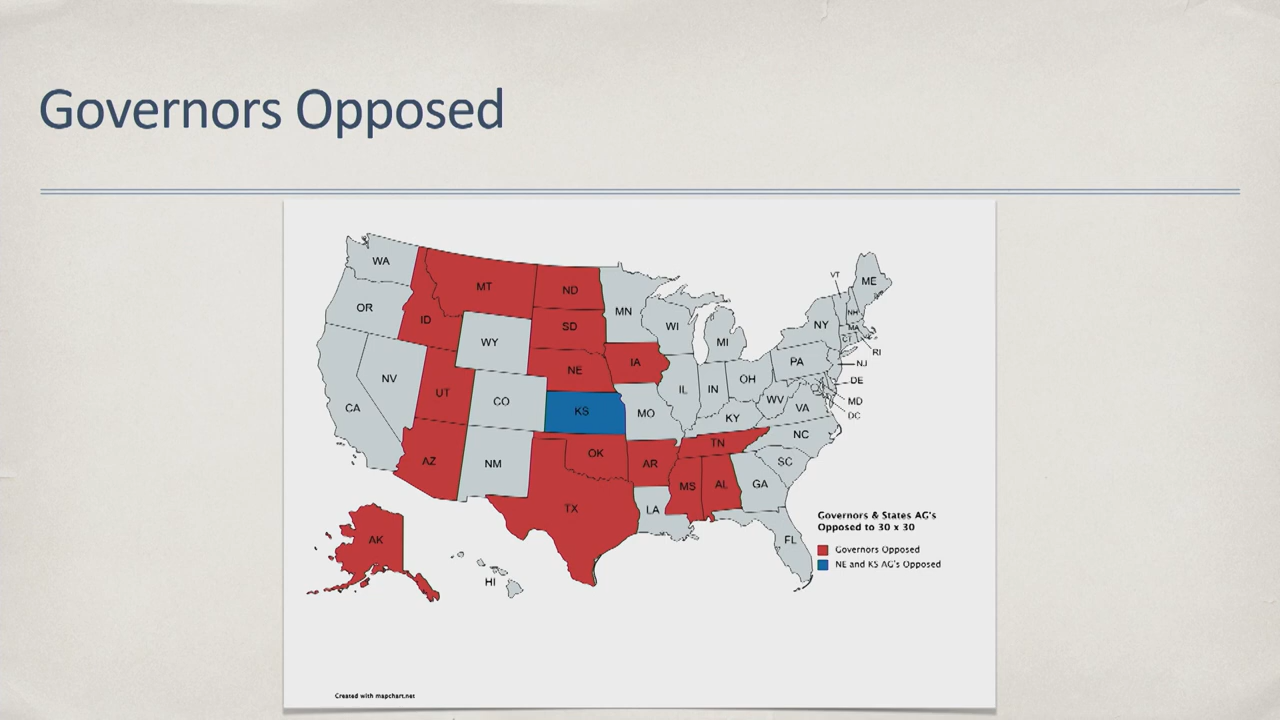 Governors Opposed
WA
MT
ND
MN
VT
ME
OR
ID
SD
WI
MI
NY
NH
MA
CT
RI
WY
NE
IA
PA
NJ
NV
UT
CO
KS
IL
IN
OH
DE
MD
DC
CA
MO
KY
WV
VA
NC
AZ
NM
OK
AR
TN
SC
MS
AL
GA
TX
LA
FL
AK
HI
Governors & States AG's
Opposed to 30 x 30
Governors Opposed
NE and KS AG's Opposed
Created with mapchart.net